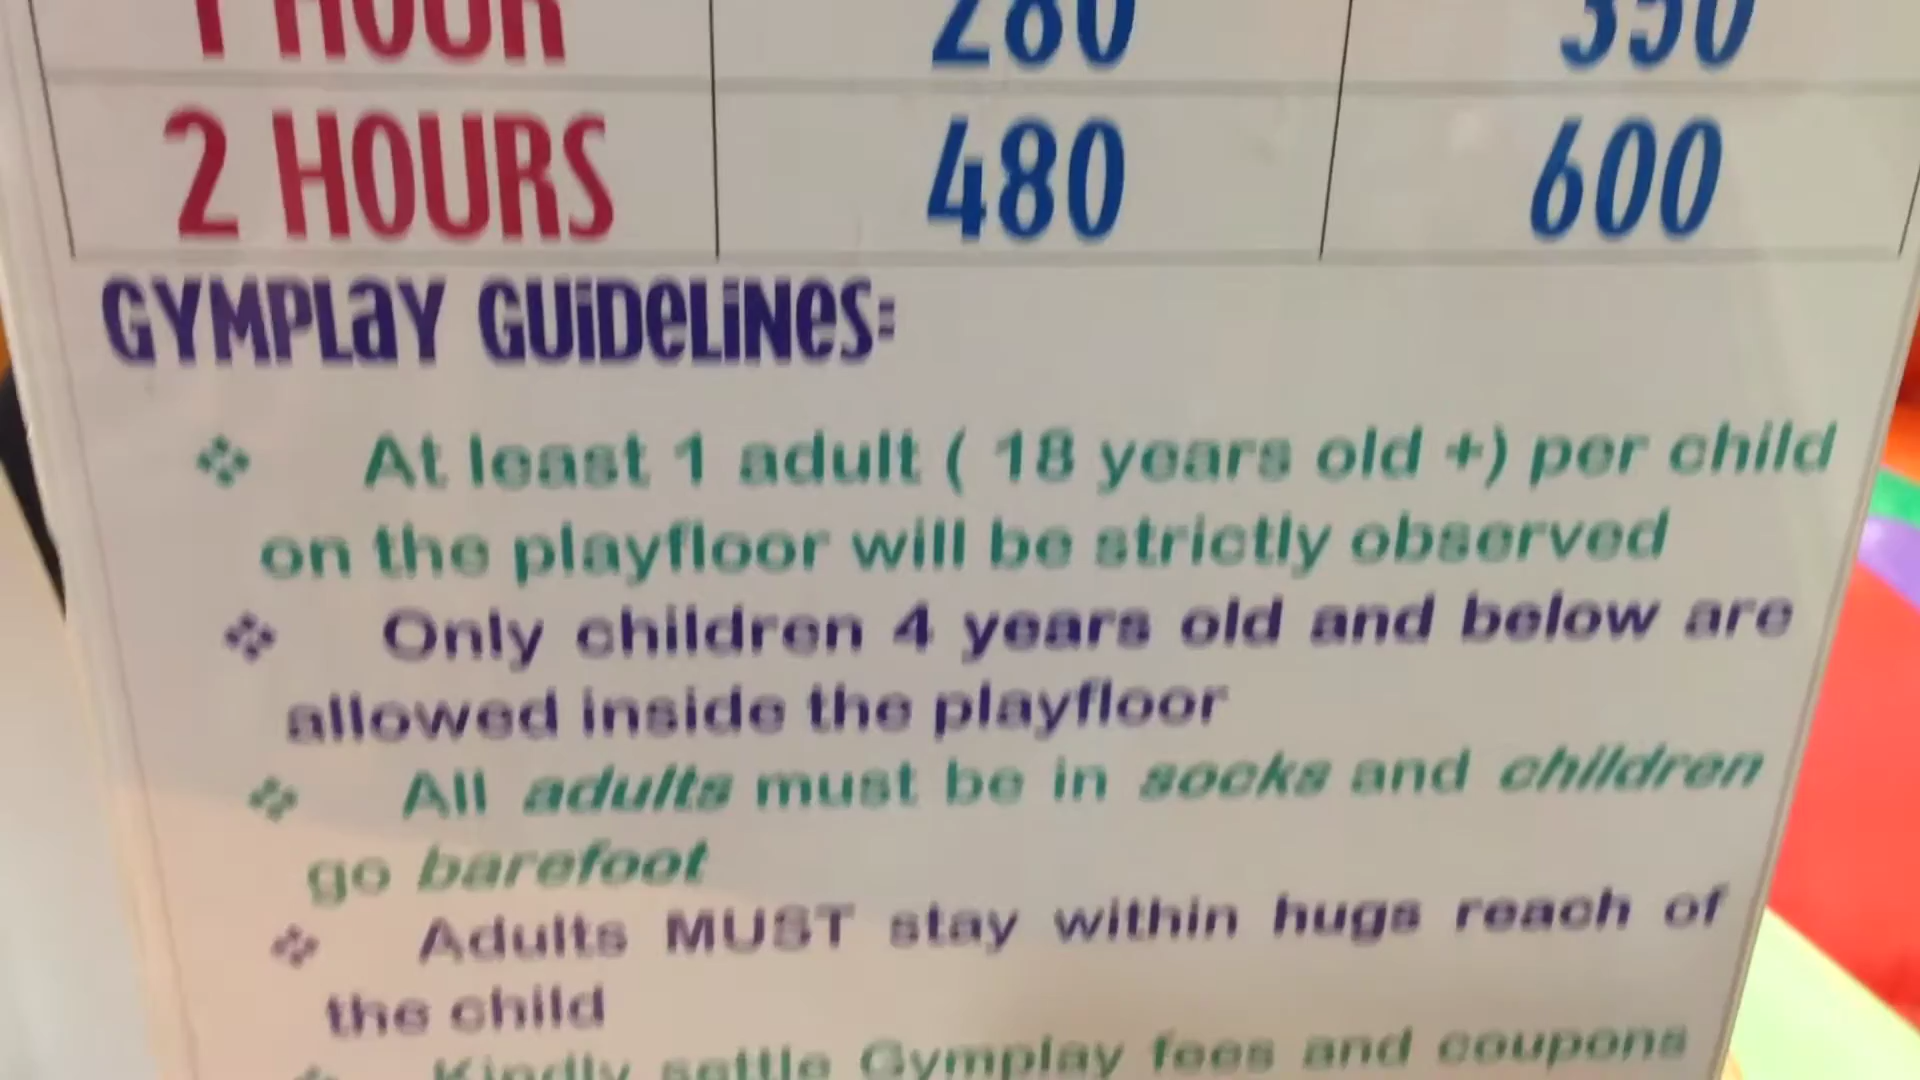 1 HOUR 280 350
2 HOURS 480 600
GYMPLaY GUiDeLiNeS:
At least 1 adult ( 18 years old +) per child
on the playfloor will be strictly observed
Only children 4 years old and below are
allowed inside the playfloor
All adults must be in socks and children
go barefoot
Adults MUST stay within hugs reach of
the child
Kindly settle Gymplay fees and coupons